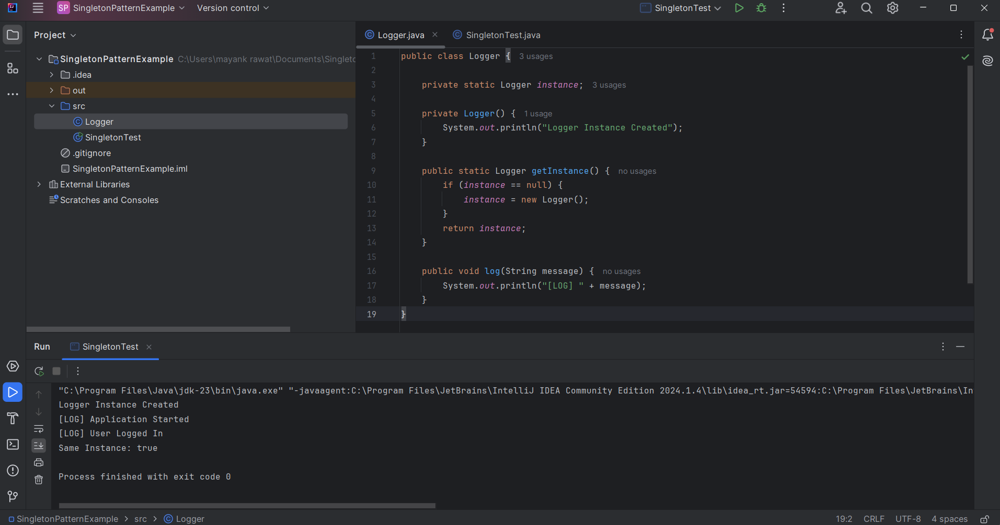 SP SingletonPatternExample Version control SingletonTest
Project
SingletonPatternExample C:\Users\mayank rawat\Documents\Singleto
.idea
out
src
Logger
SingletonTest
.gitignore
SingletonPatternExample.iml
External Libraries
Scratches and Consoles
Logger.java SingletonTest.java
1 public class Logger { 3 usages
2
3 private static Logger instance; 3 usages
4
5 private Logger() { 1 usage
6 System.out.println("Logger Instance Created");
7 }
8
9 public static Logger getInstance() { no usages
10 if (instance == null) {
11 instance = new Logger();
12 }
13 return instance;
14 }
15
16 public void log(String message) { no usages
17 System.out.println("[LOG] " + message);
18 }
19 }
Run SingletonTest
"C:\Program Files\Java\jdk-23\bin\java.exe" "-javaagent:C:\Program Files\JetBrains\IntelliJ IDEA Community Edition 2024.1.4\lib\idea_rt.jar=54594:C:\Program Files\JetBrains\In
Logger Instance Created
[LOG] Application Started
[LOG] User Logged In
Same Instance: true
Process finished with exit code 0
SingletonPatternExample > src > Logger 19:2 CRLF UTF-8 4 spaces